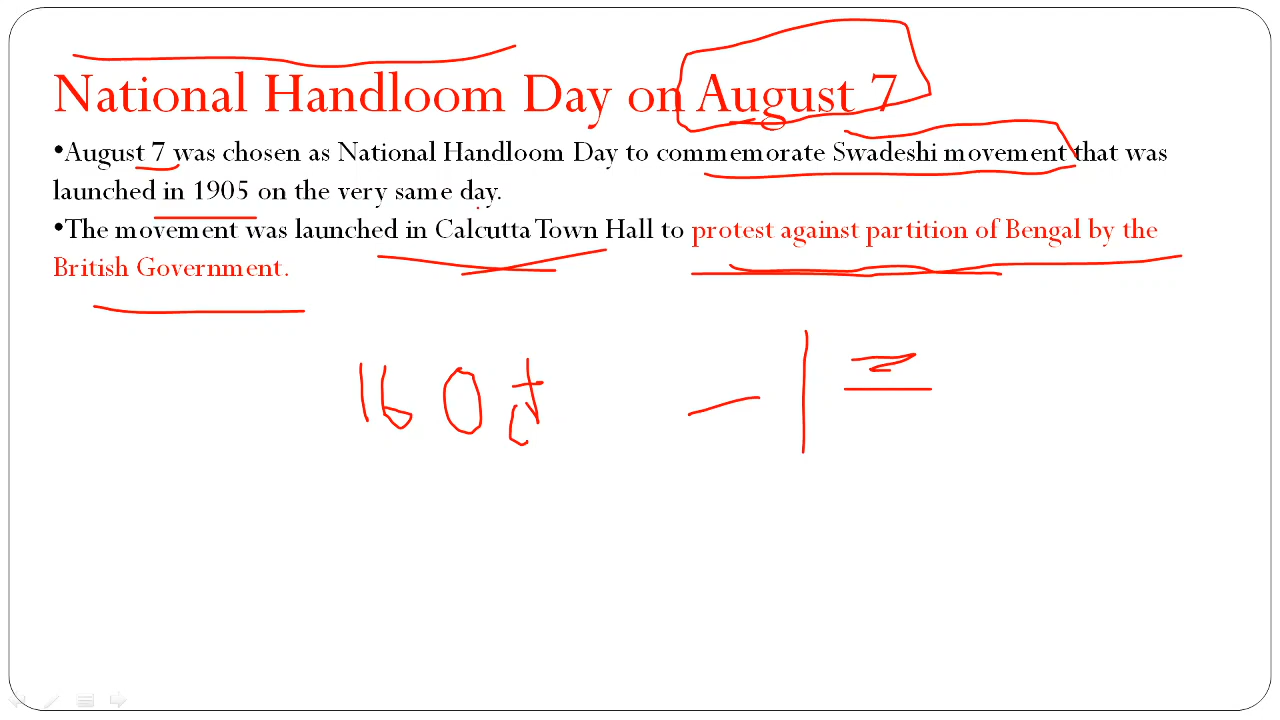 National Handloom Day on August 7
•August 7 was chosen as National Handloom Day to commemorate Swadeshi movement that was
launched in 1905 on the very same day.
•The movement was launched in Calcutta Town Hall to protest against partition of Bengal by the
British Government.